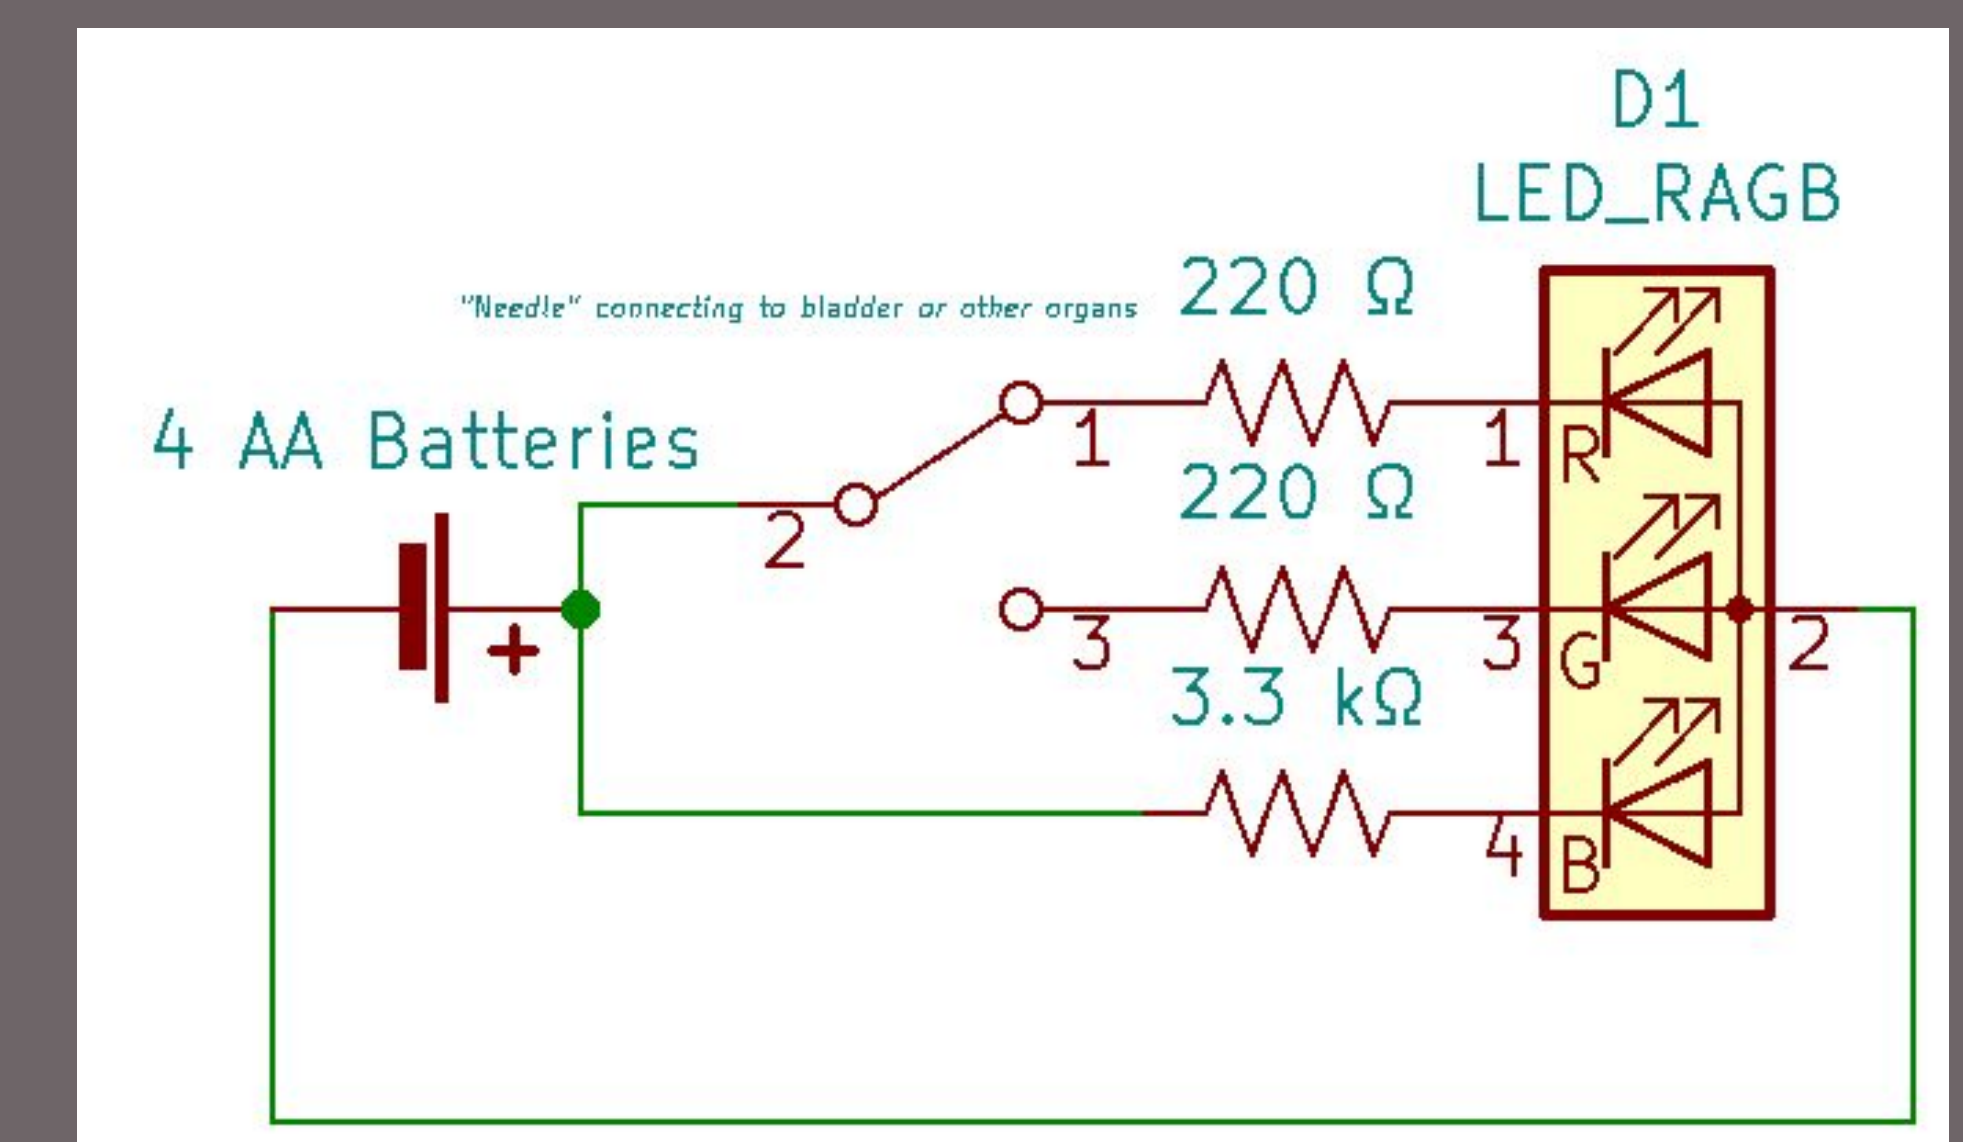 D1
LED_RAGB
220 Ω
"Needle" connecting to bladder or other organs
4 AA Batteries
1
1
R
220 Ω
2
3
3
G
2
3.3 kΩ
+
4
B